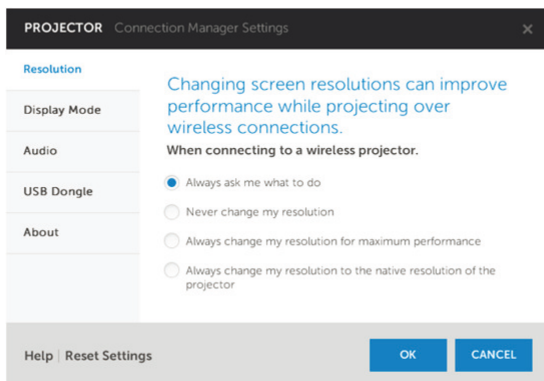 PROJECTOR Connection Manager Settings
Resolution
Display Mode
Audio
USB Dongle
About
Changing screen resolutions can improve
performance while projecting over
wireless connections.
When connecting to a wireless projector.
Always ask me what to do
Never change my resolution
Always change my resolution for maximum performance
Always change my resolution to the native resolution of the
projector
Help | Reset Settings
OK
CANCEL